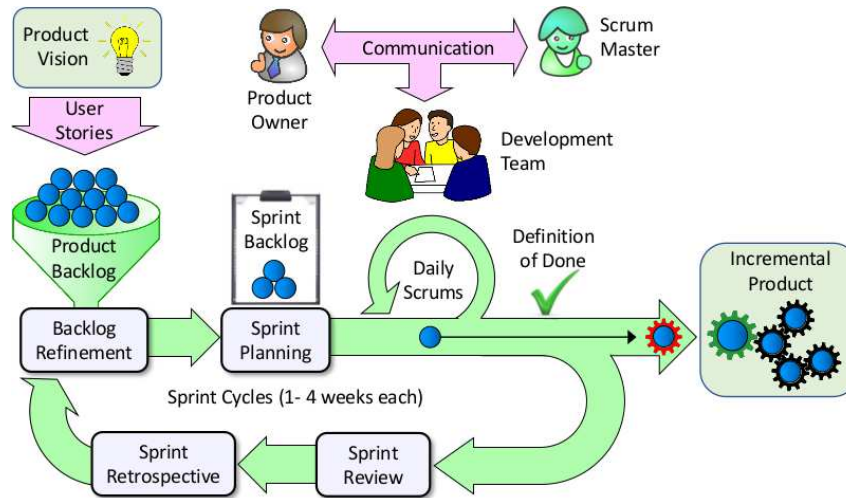 Product
Vision
User
Stories
Product
Backlog
Communication
Product
Owner
Scrum
Master
Development
Team
Sprint
Backlog
Daily
Scrums
Definition
of Done
Incremental
Product
Backlog
Refinement
Sprint
Planning
Sprint Cycles (1- 4 weeks each)
Sprint
Retrospective
Sprint
Review